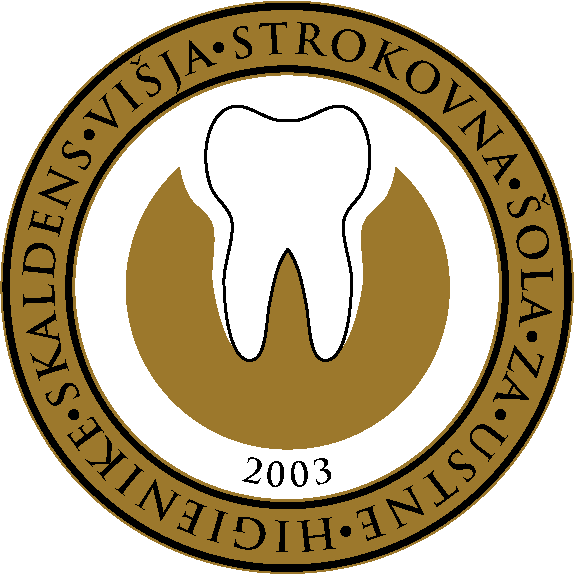 SKALDENS • VIŠJA • STROKOVNA • ŠOLA • ZA • USTNE • HIGIENIKE •
2003